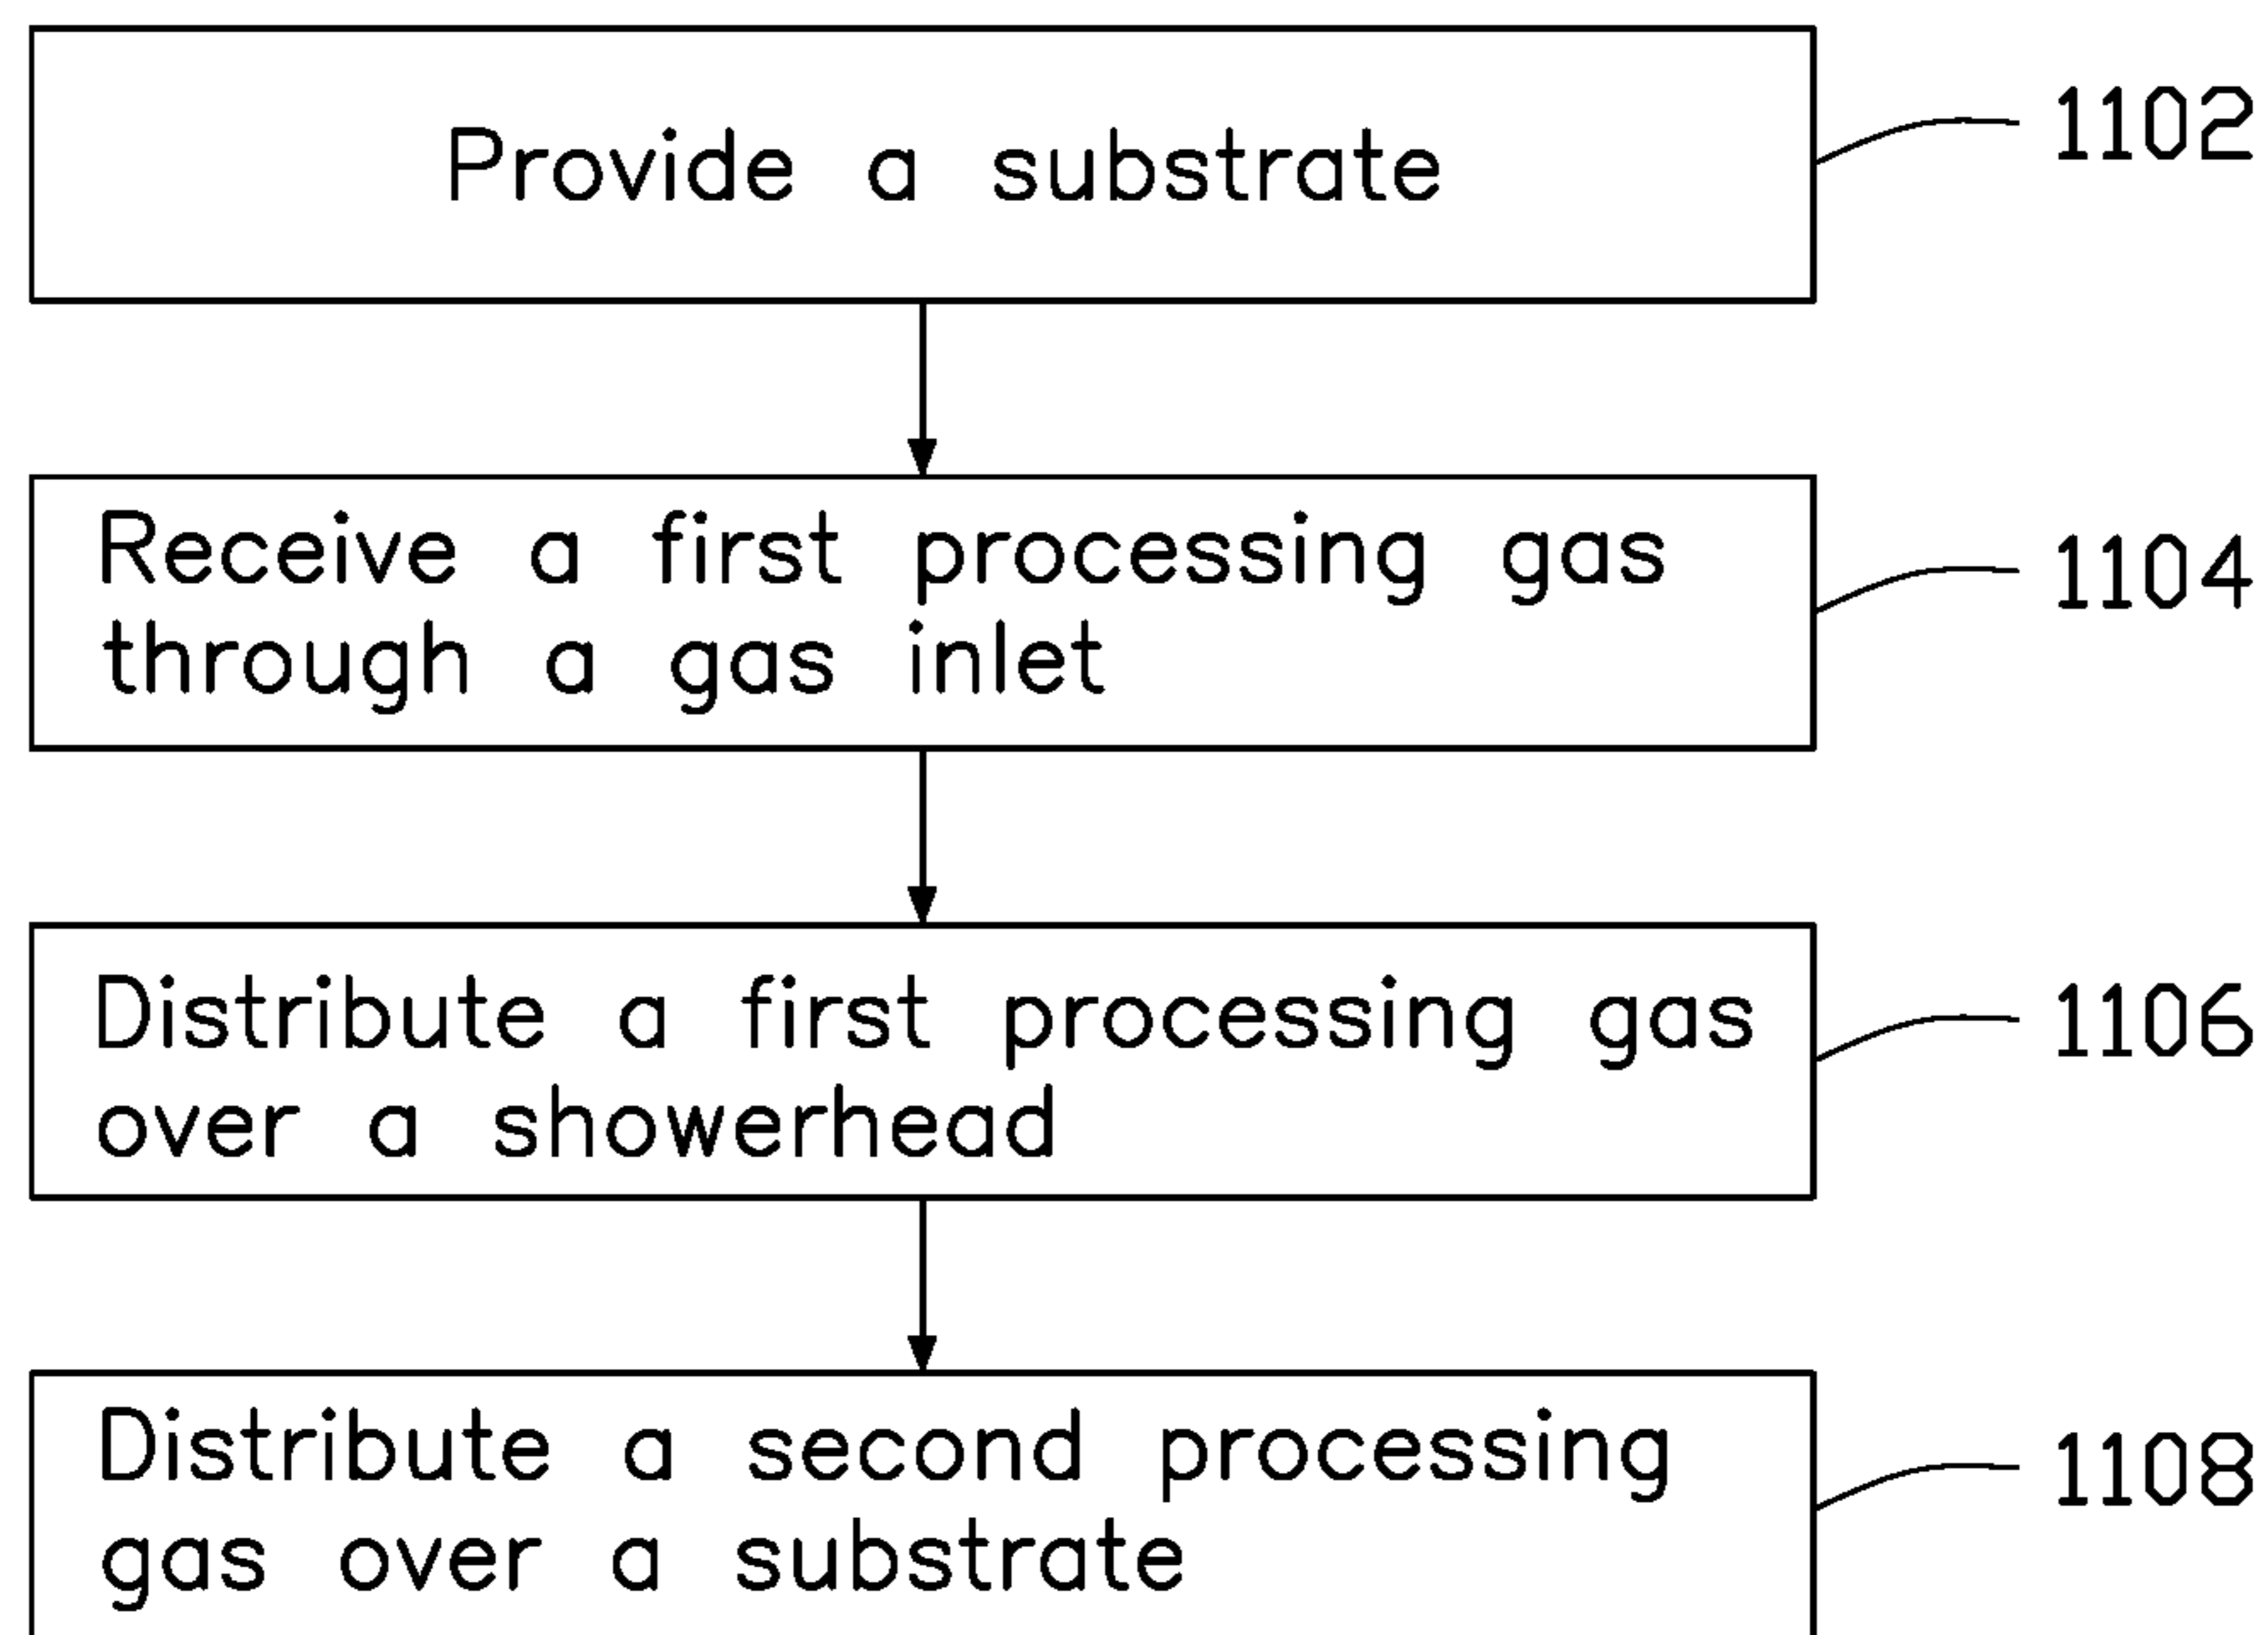 Provide a substrate
1102
Receive a first processing gas
through a gas inlet
1104
Distribute a first processing gas
over a showerhead
1106
Distribute a second processing
gas over a substrate
1108